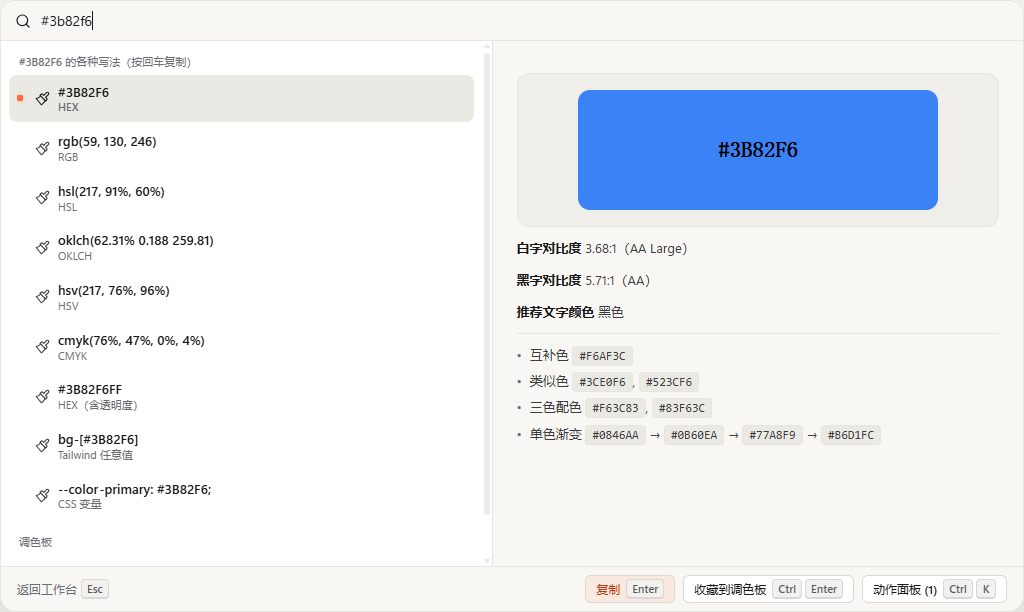 #3b82f6
#3B82F6 的各种写法（按回车复制）
#3B82F6
HEX
rgb(59, 130, 246)
RGB
hsl(217, 91%, 60%)
HSL
oklch(62.31% 0.188 259.81)
OKLCH
hsv(217, 76%, 96%)
HSV
cmyk(76%, 47%, 0%, 4%)
CMYK
#3B82F6FF
HEX（含透明度）
bg-[#3B82F6]
Tailwind 任意值
--color-primary: #3B82F6;
CSS 变量
调色板
#3B82F6
白字对比度 3.68:1（AA Large）
黑字对比度 5.71:1（AA）
推荐文字颜色 黑色
• 互补色 #F6AF3C
• 类似色 #3CE0F6, #523CF6
• 三色配色 #F63C83, #83F63C
• 单色渐变 #0846AA → #0B60EA → #77A8F9 → #B6D1FC
返回工作台 Esc
复制 Enter
收藏到调色板 Ctrl Enter
动作面板 (1) Ctrl K